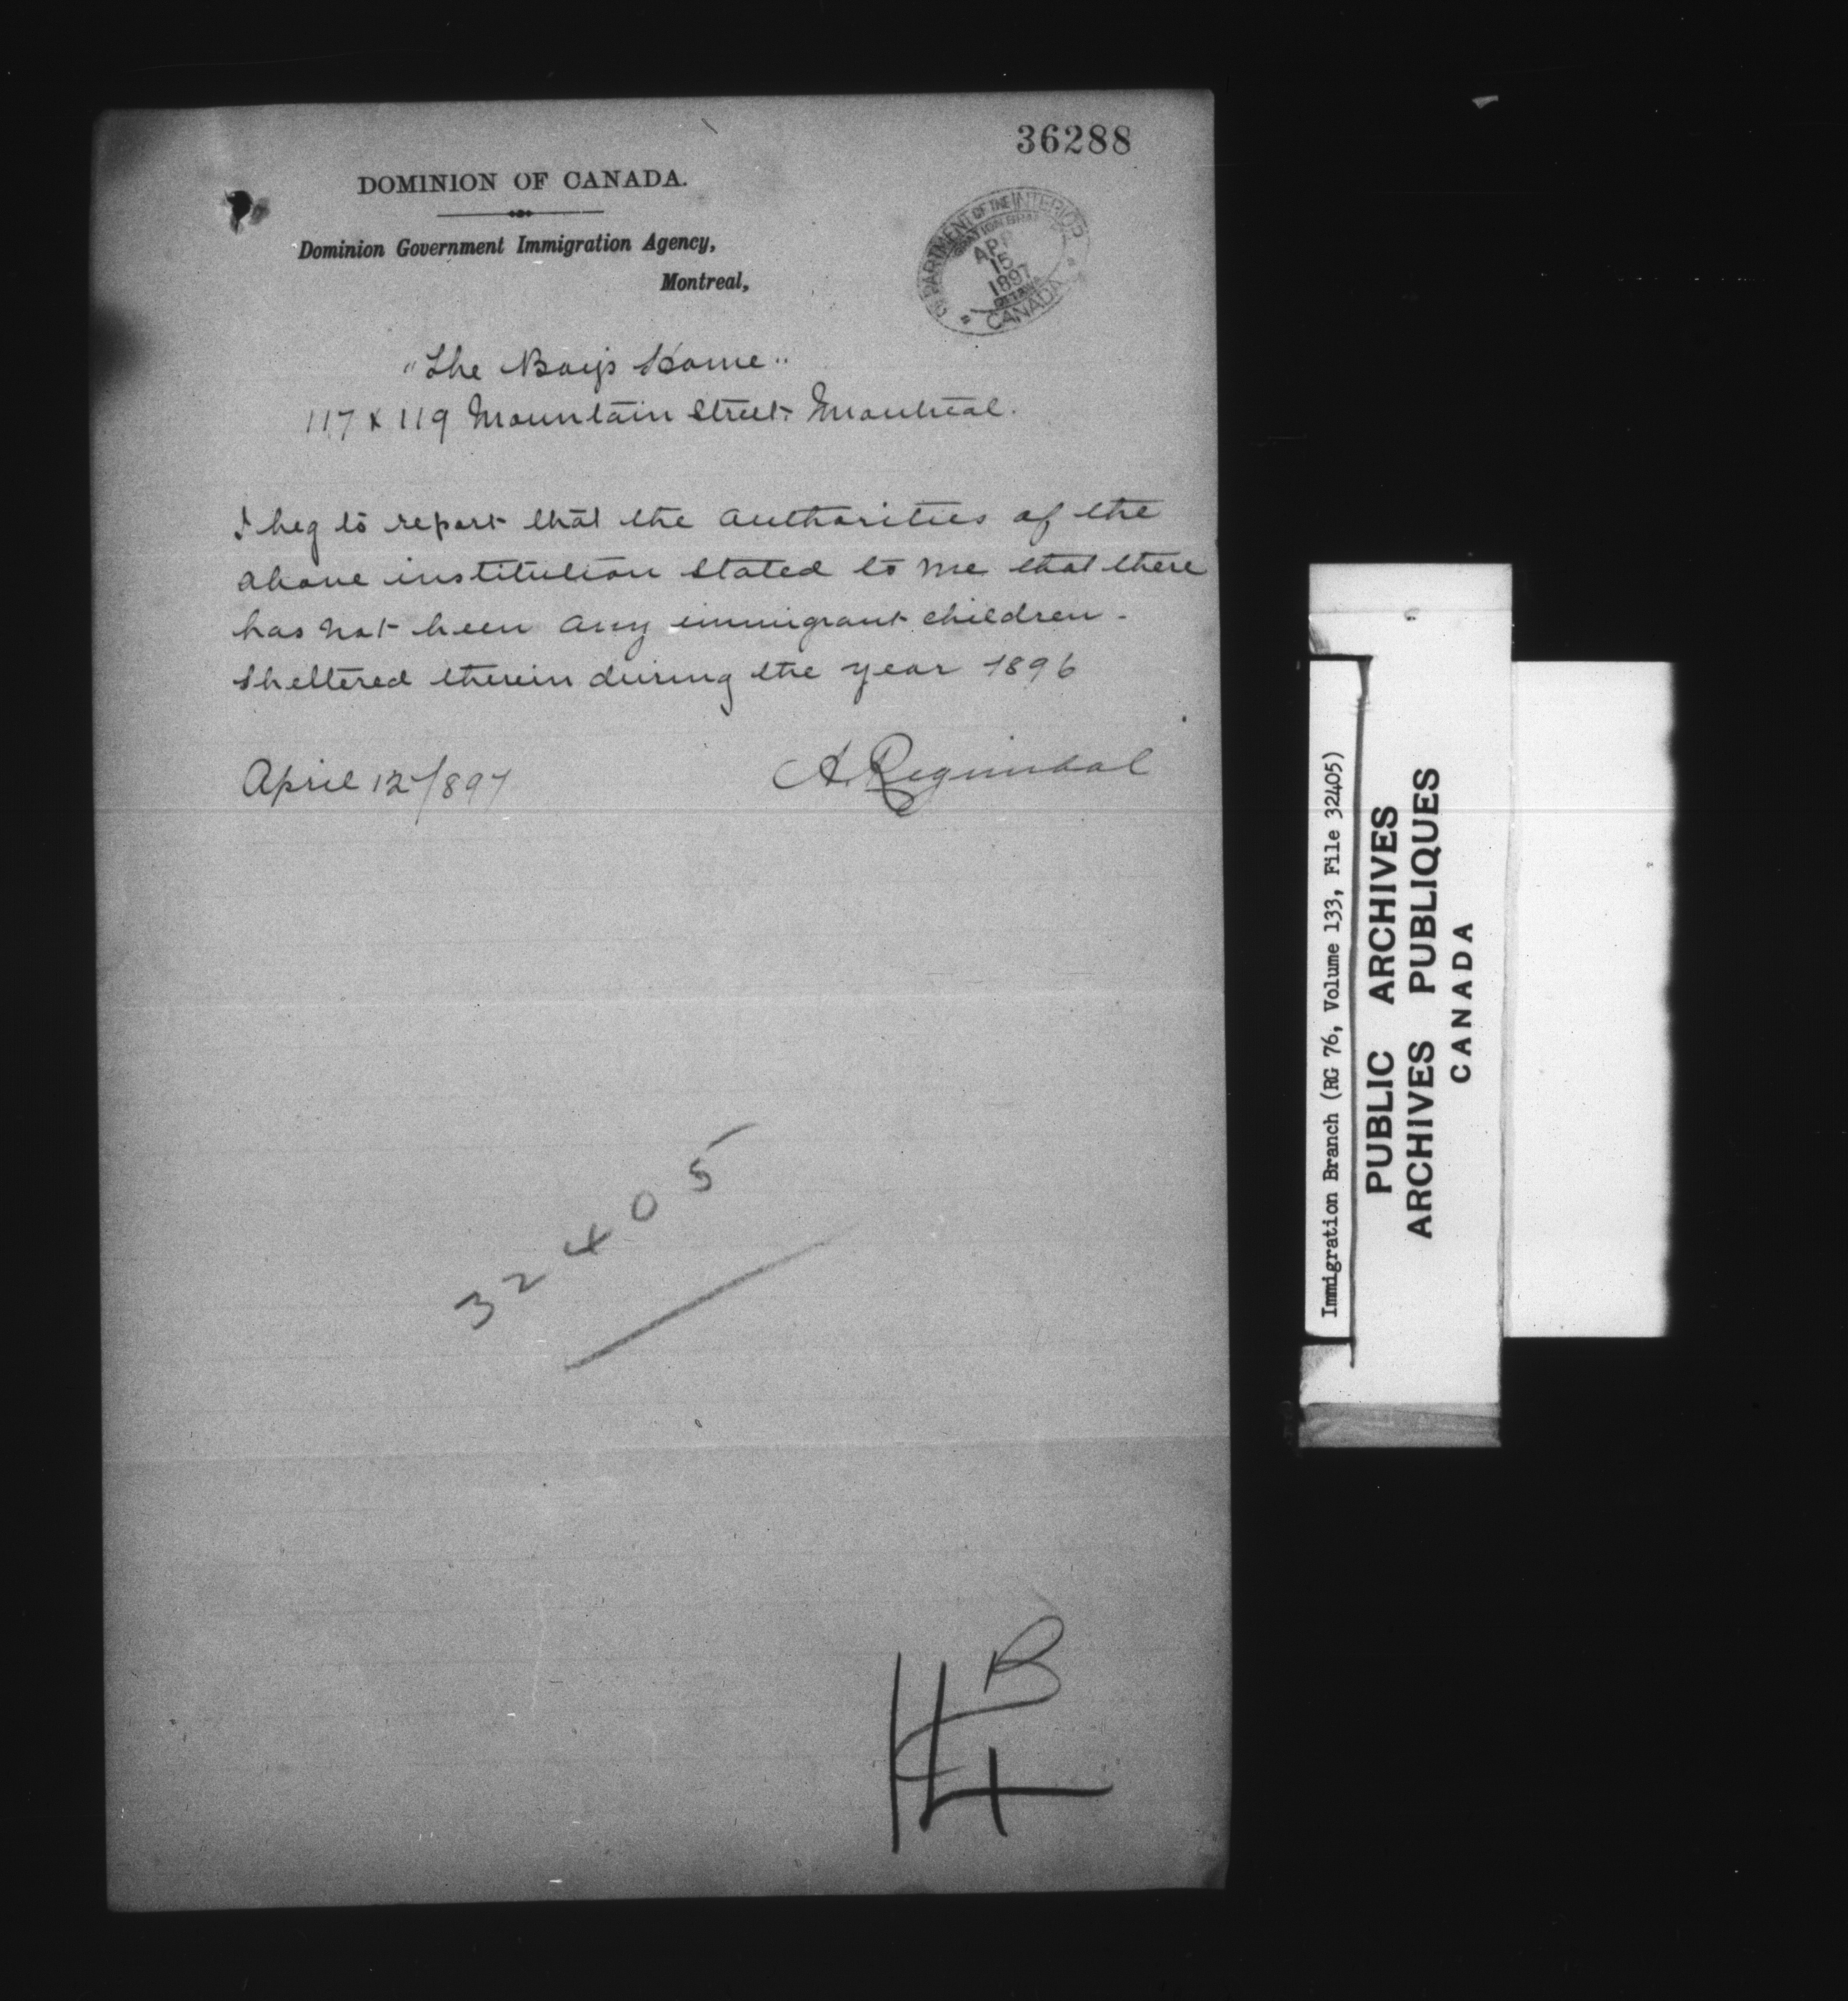 36288
DOMINION OF CANADA.
Dominion Government Immigration Agency,
Montreal,
DEPARTMENT OF THE INTERIOR
APR
15
1897
OTTAWA
CANADA
"The Boys Home"
117 & 119 Mountain Street. Montreal.
I beg to report that the authorities of the
above institution stated to me that there
has not been any immigrant children -
sheltered therein during the year 1896
April 12/897
A. Regimbal
32405
B
Immigration Branch (RG 76, Volume 133, File 32405)
PUBLIC ARCHIVES
ARCHIVES PUBLIQUES
CANADA